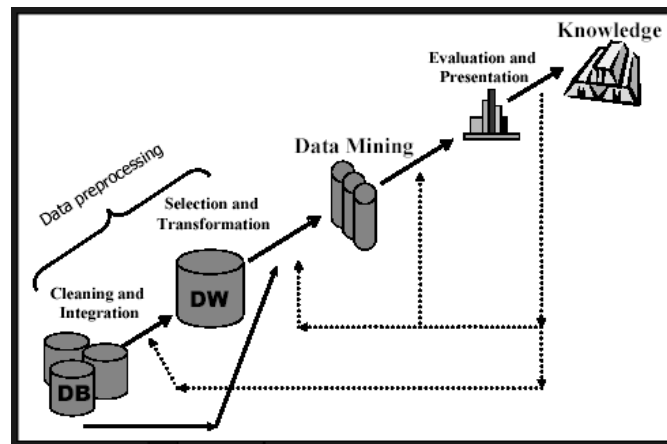 Knowledge
Evaluation and
Presentation
Data Mining
Data preprocessing
Selection and
Transformation
DW
Cleaning and
Integration
DB